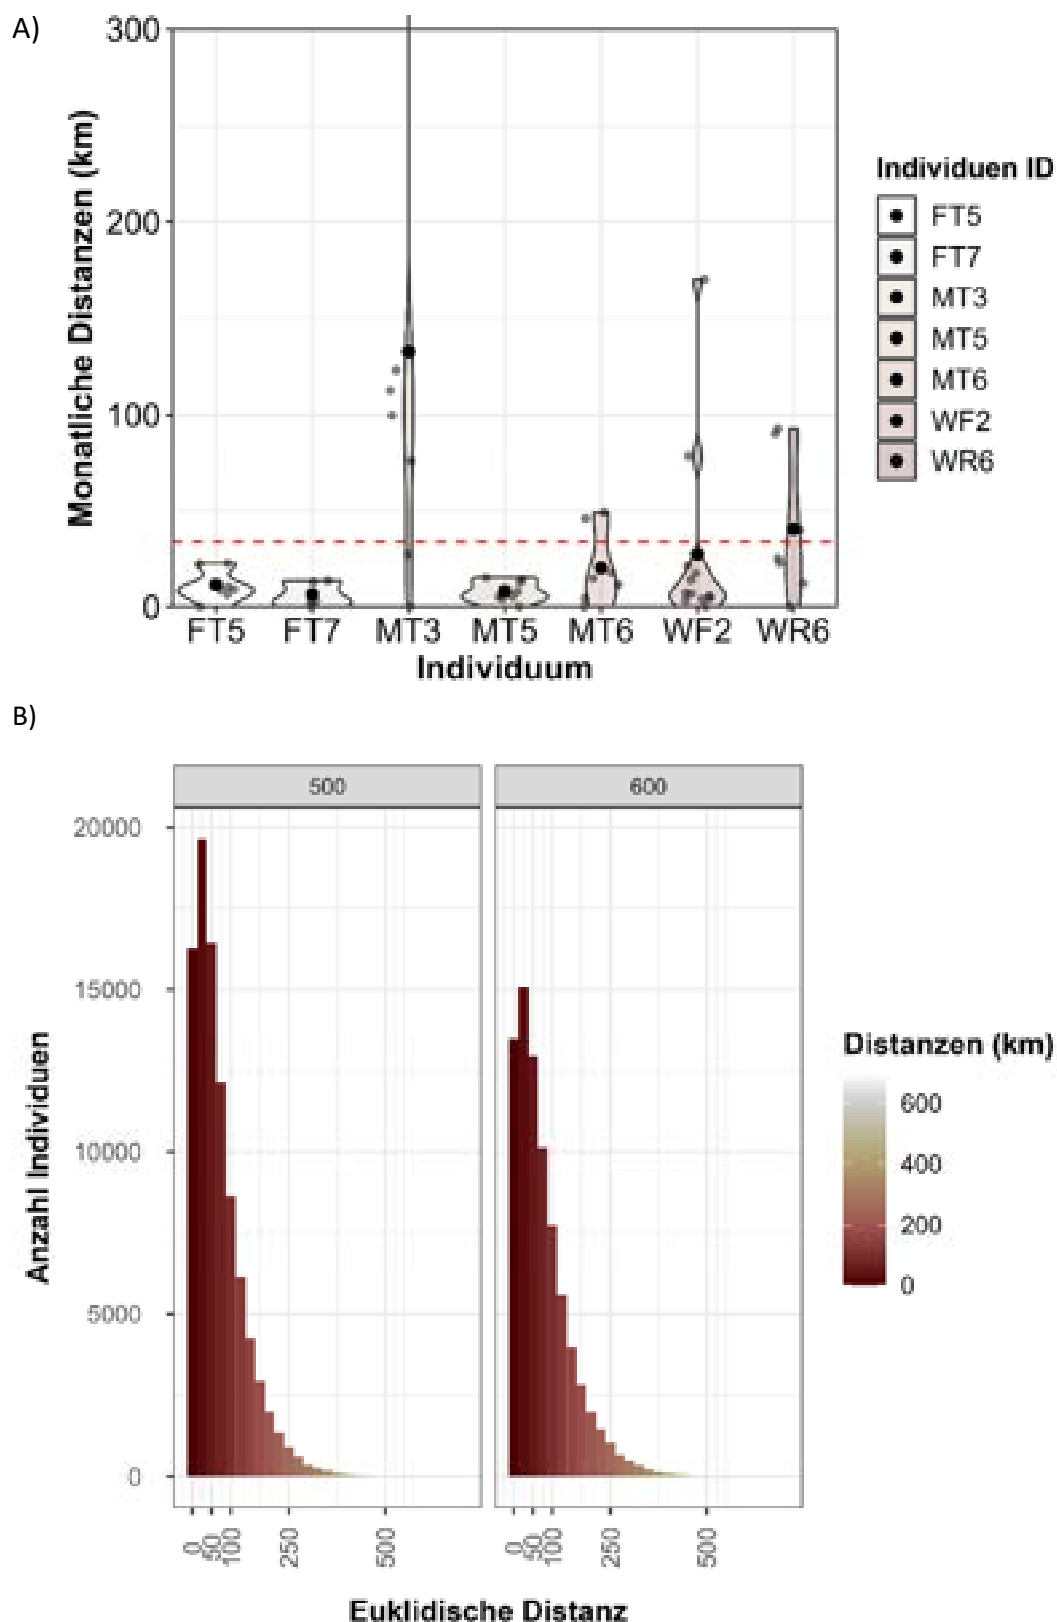 A)
300
200
100
0
Monatliche Distanzen (km)
FT5 FT7 MT3 MT5 MT6 WF2 WR6
Individuum
Individuen ID
FT5
FT7
MT3
MT5
MT6
WF2
WR6
B)
500 600
20000
15000
10000
5000
0
Anzahl Individuen
0 50 100 250 500 0 50 100 250 500
Euklidische Distanz
Distanzen (km)
600
400
200
0